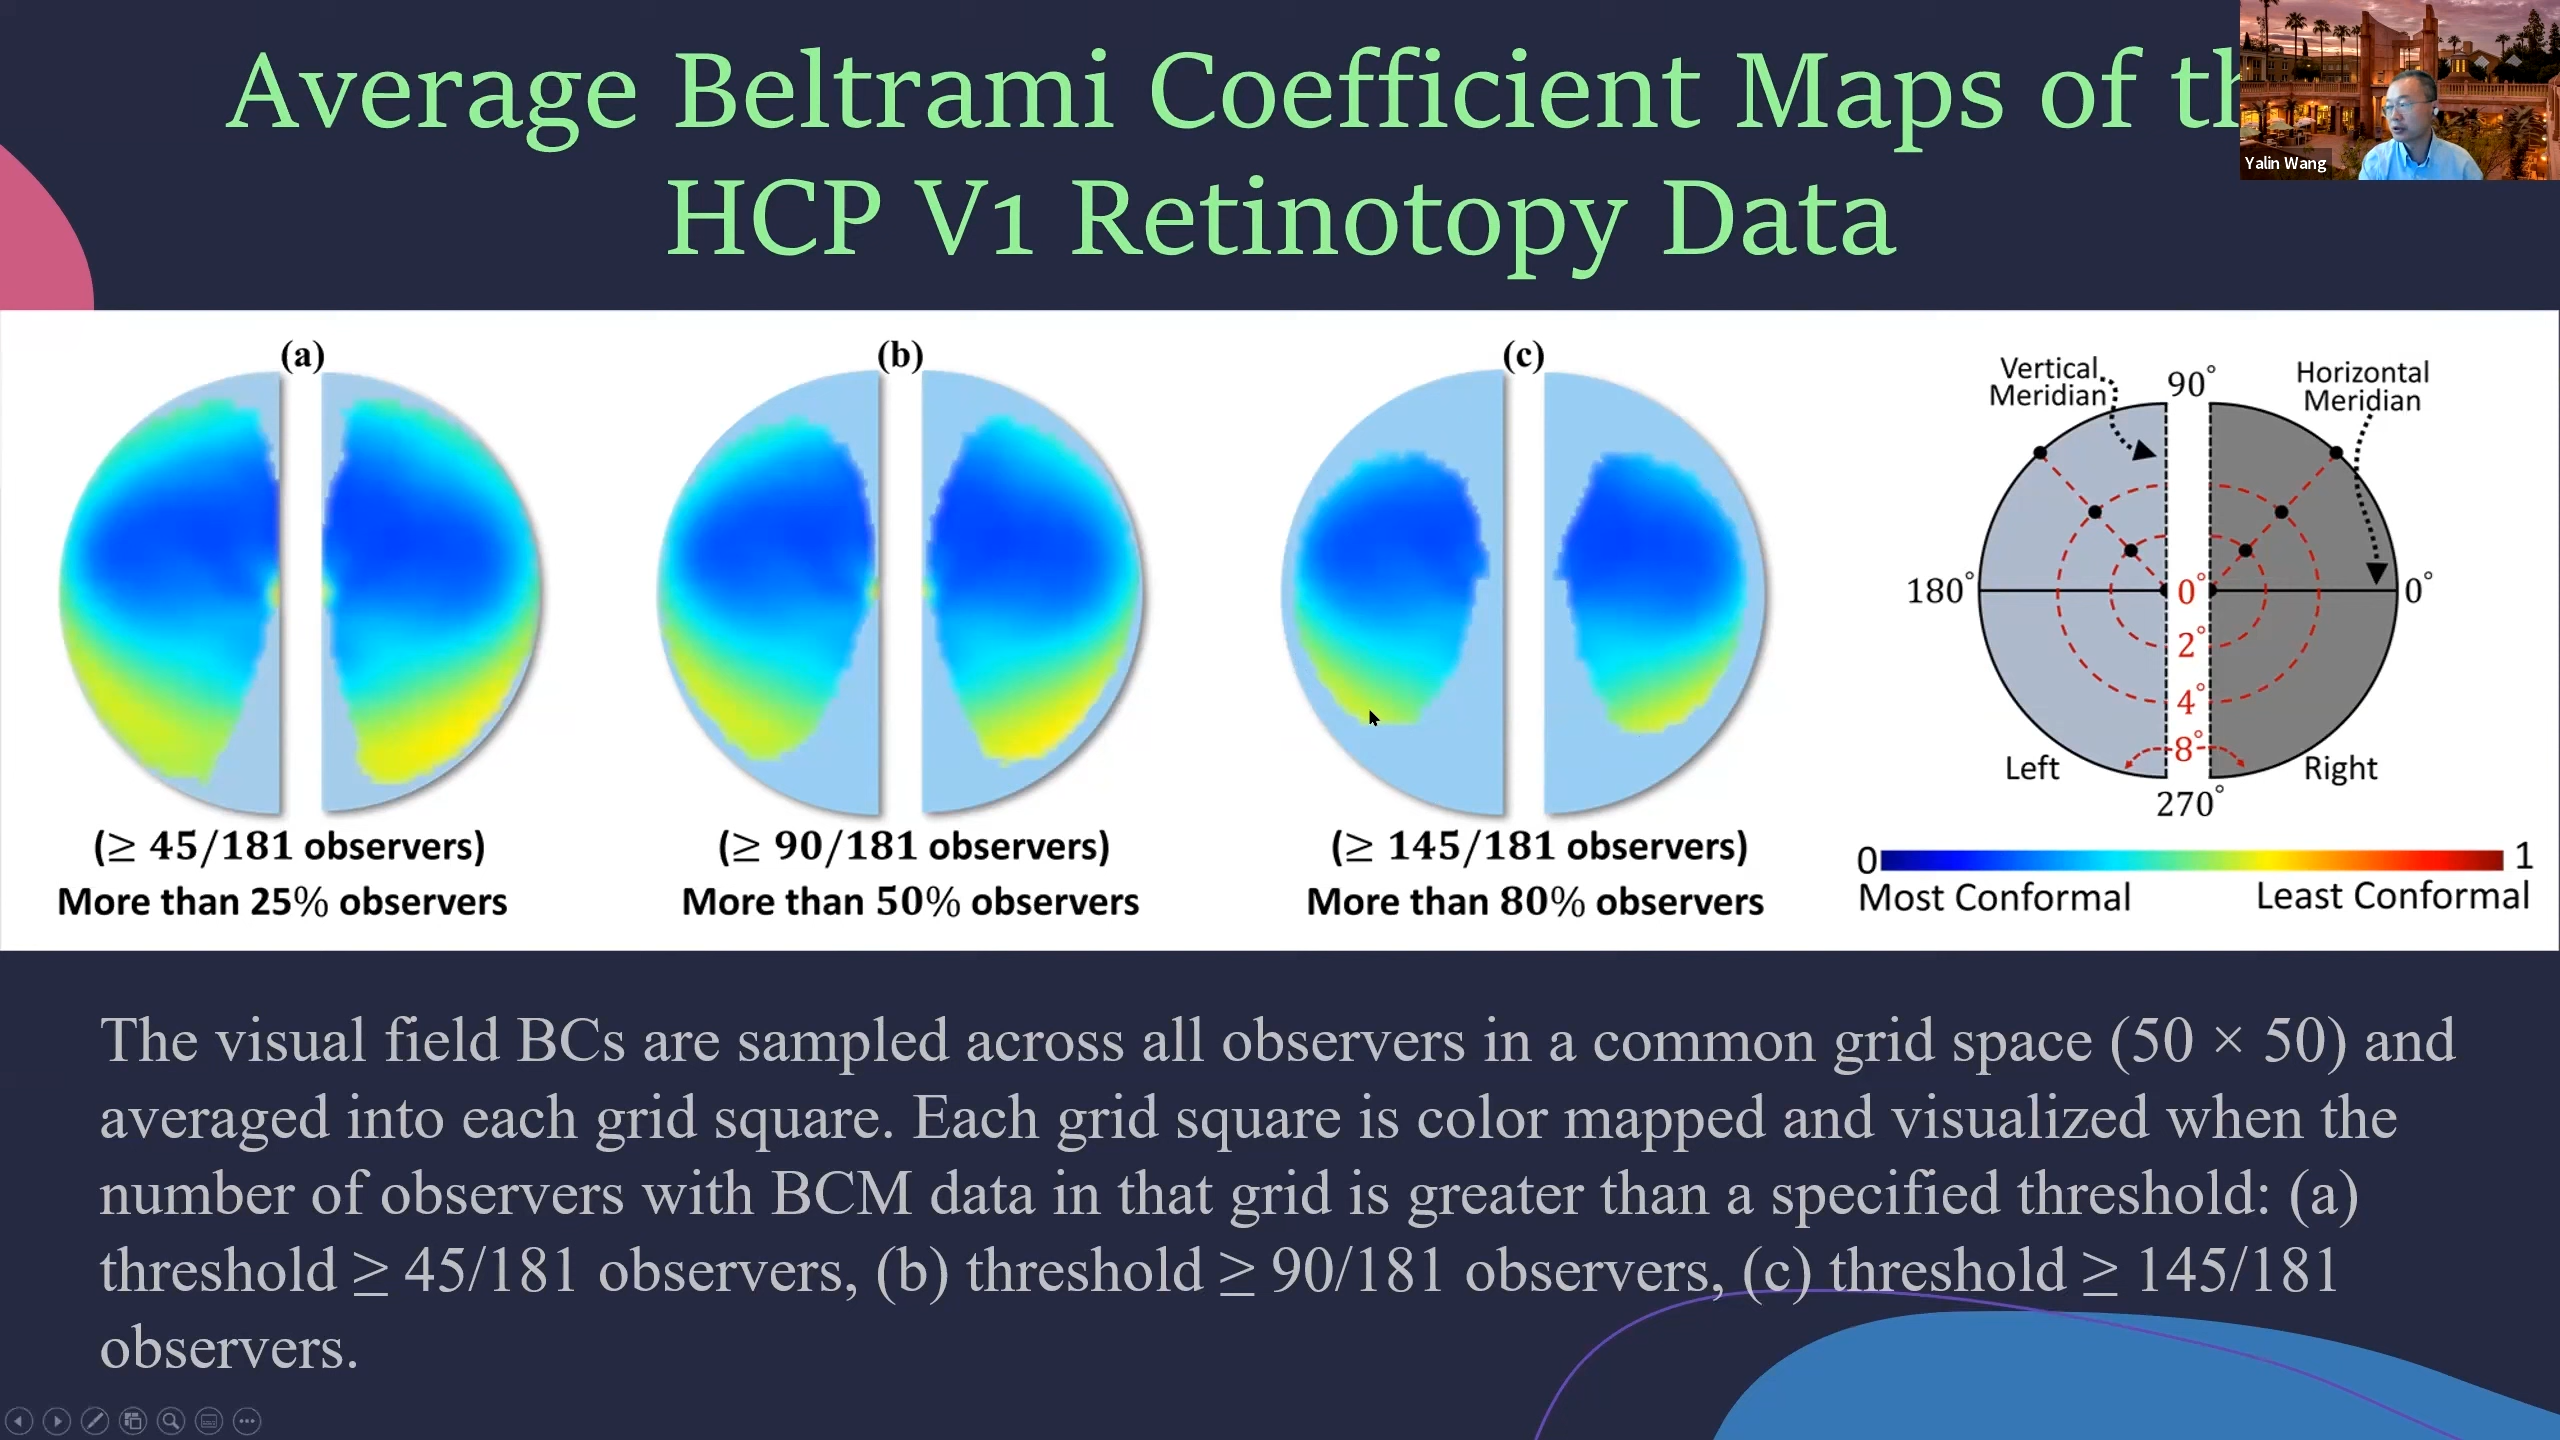 Average Beltrami Coefficient Maps of th
HCP V1 Retinotopy Data
Yalin Wang
(a)
(b)
(c)
(≥ 45/181 observers)
More than 25% observers
(≥ 90/181 observers)
More than 50% observers
(≥ 145/181 observers)
More than 80% observers
Vertical
Meridian
90°
Horizontal
Meridian
180°
0°
0°
2°
4°
8°
Left
Right
270°
0
1
Most Conformal
Least Conformal
The visual field BCs are sampled across all observers in a common grid space (50 × 50) and
averaged into each grid square. Each grid square is color mapped and visualized when the
number of observers with BCM data in that grid is greater than a specified threshold: (a)
threshold ≥ 45/181 observers, (b) threshold ≥ 90/181 observers, (c) threshold ≥ 145/181
observers.